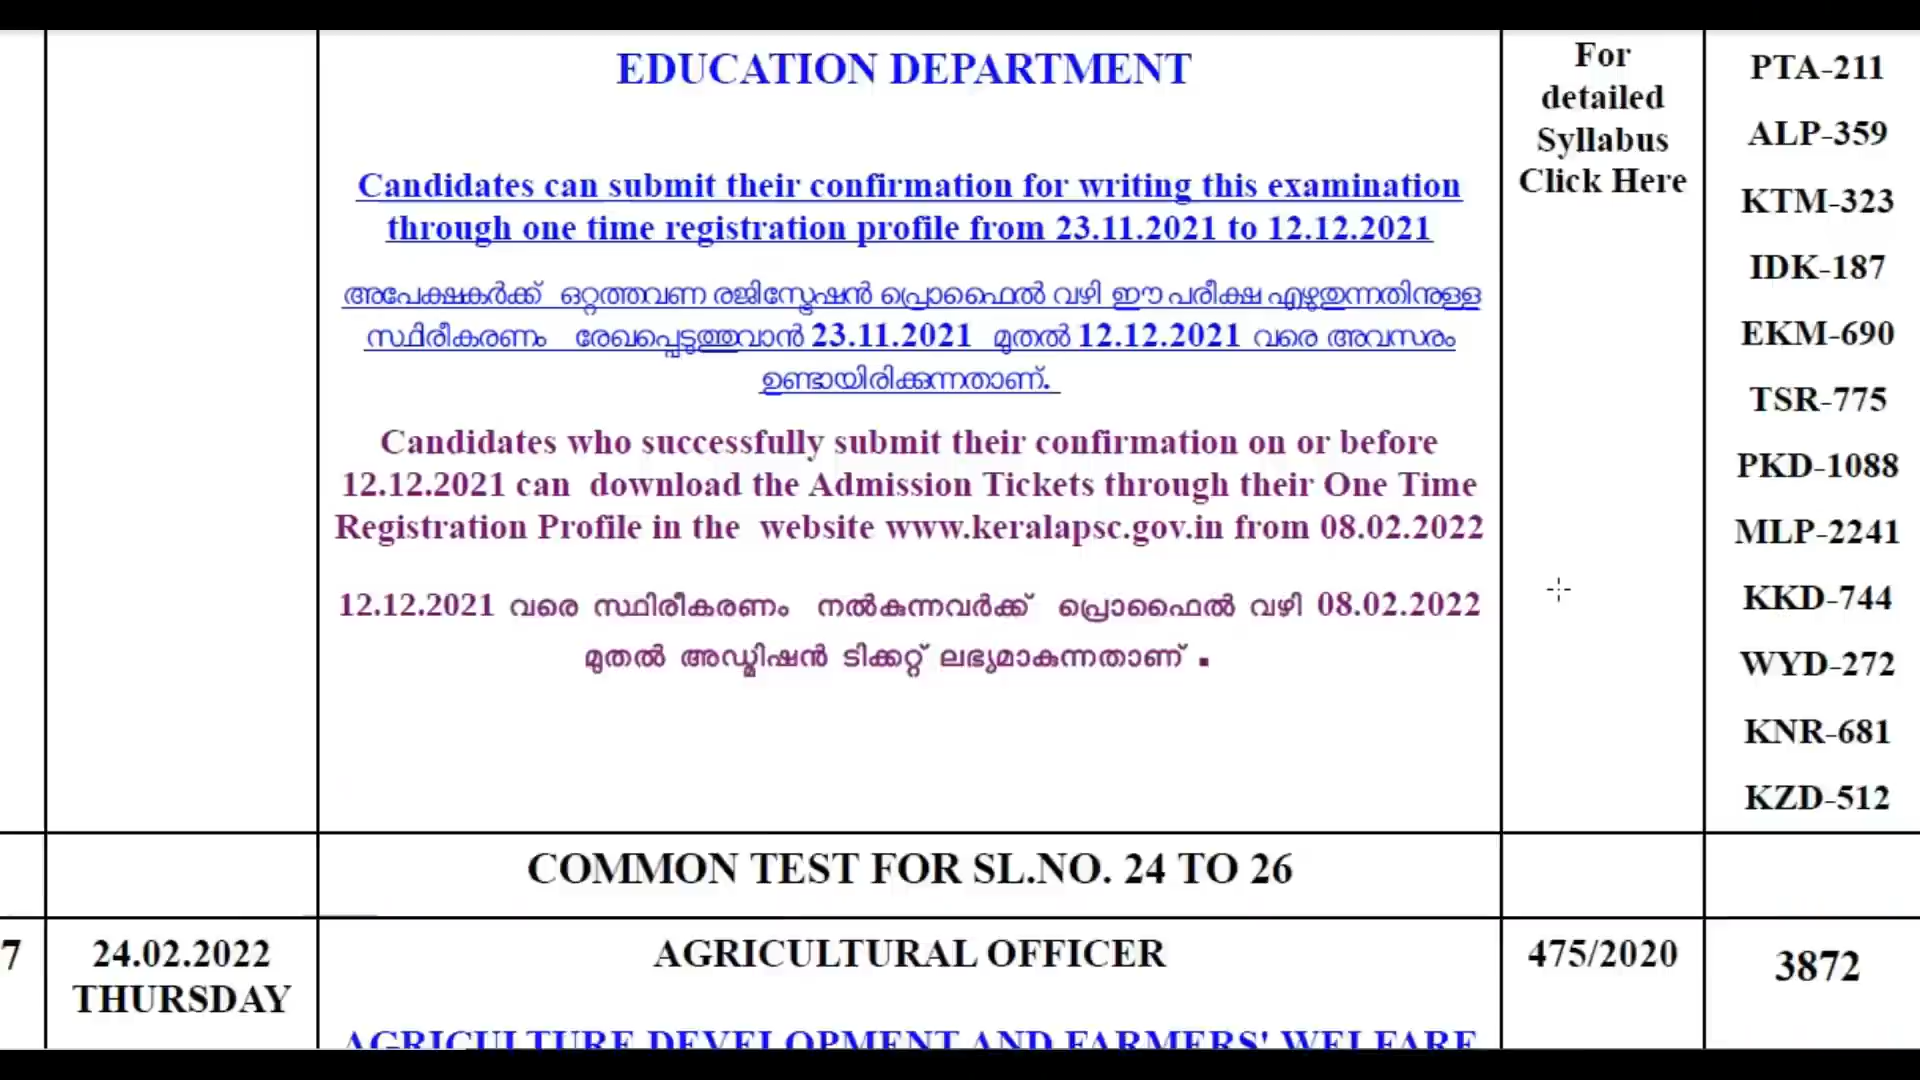 EDUCATION DEPARTMENT
Candidates can submit their confirmation for writing this examination
through one time registration profile from 23.11.2021 to 12.12.2021
അപേക്ഷകർക്ക് ഒറ്റത്തവണ രജിസ്ട്രേഷൻ പ്രൊഫൈൽ വഴി ഈ പരീക്ഷ എഴുതുന്നതിനുള്ള
സ്ഥിരീകരണം രേഖപ്പെടുത്തുവാൻ 23.11.2021 മുതൽ 12.12.2021 വരെ അവസരം
ഉണ്ടായിരിക്കുന്നതാണ്.
Candidates who successfully submit their confirmation on or before
12.12.2021 can download the Admission Tickets through their One Time
Registration Profile in the website www.keralapsc.gov.in from 08.02.2022
12.12.2021 വരെ സ്ഥിരീകരണം നൽകുന്നവർക്ക് പ്രൊഫൈൽ വഴി 08.02.2022
മുതൽ അഡ്മിഷൻ ടിക്കറ്റ് ലഭ്യമാകുന്നതാണ് .
For
detailed
Syllabus
Click Here
PTA-211
ALP-359
KTM-323
IDK-187
EKM-690
TSR-775
PKD-1088
MLP-2241
KKD-744
WYD-272
KNR-681
KZD-512
COMMON TEST FOR SL.NO. 24 TO 26
7
24.02.2022
THURSDAY
AGRICULTURAL OFFICER
AGRICULTURE DEVELOPMENT AND FARMERS' WELFARE
475/2020
3872